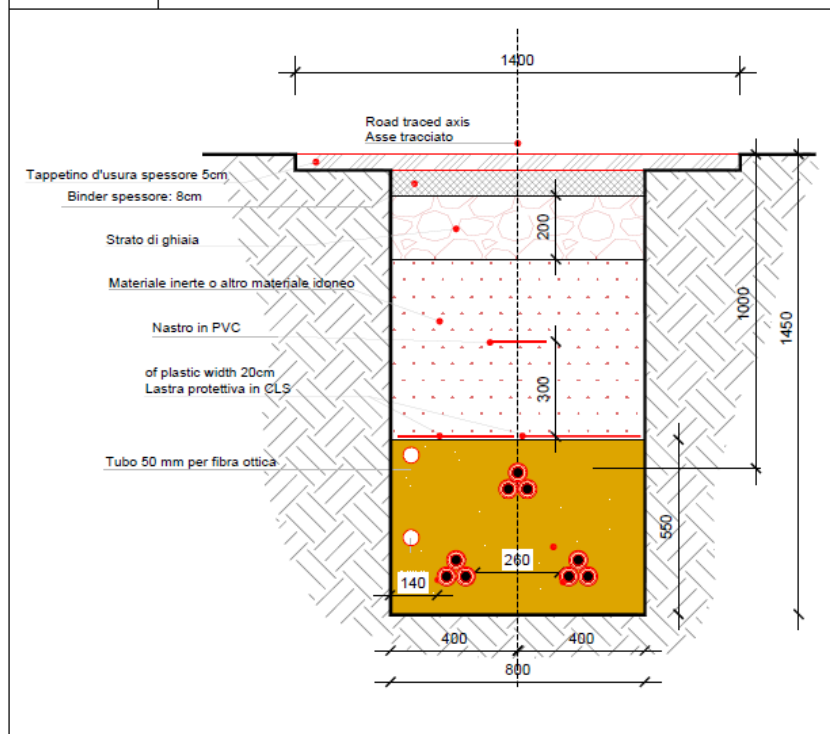 1400
Road traced axis
Asse tracciato
Tappetino d'usura spessore 5cm
Binder spessore: 8cm
200
Strato di ghiaia
Materiale inerte o altro materiale idoneo
1000
1450
Nastro in PVC
of plastic width 20cm
Lastra protettiva in CLS
300
Tubo 50 mm per fibra ottica
550
260
140
400
400
800